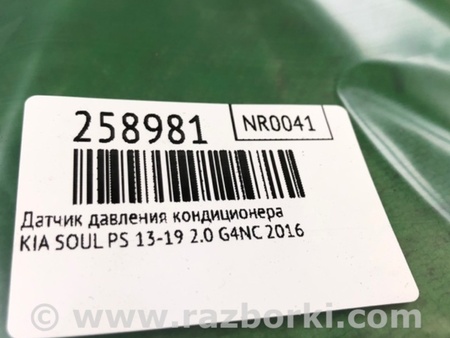 258981
NR0041
Датчик давления кондиционера
KIA SOUL PS 13-19 2.0 G4NC 2016
© www.razborki.com